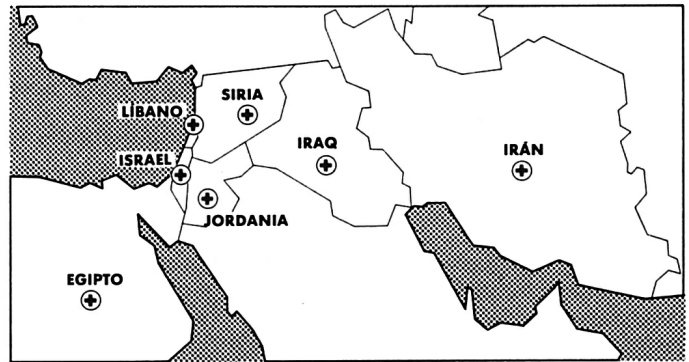 SIRIA
LÍBANO
IRAQ
IRÁN
ISRAEL
JORDANIA
EGIPTO